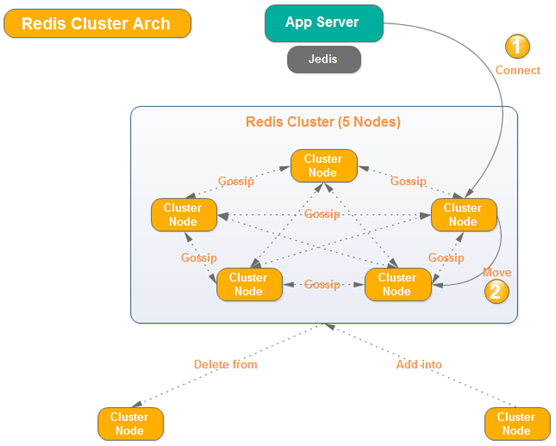 Redis Cluster Arch
App Server
Jedis
1
Connect
Redis Cluster (5 Nodes)
Cluster
Node
Gossip
Gossip
Cluster
Node
Gossip
Cluster
Node
Gossip
Gossip
Cluster
Node
Gossip
Cluster
Node
Move
2
Delete from
Add into
Cluster
Node
Cluster
Node